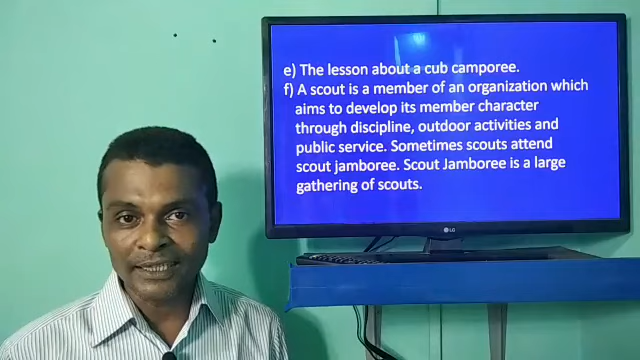 e) The lesson about a cub camporee.
f) A scout is a member of an organization which
aims to develop its member character
through discipline, outdoor activities and
public service. Sometimes scouts attend
scout jamboree. Scout Jamboree is a large
gathering of scouts.
LG